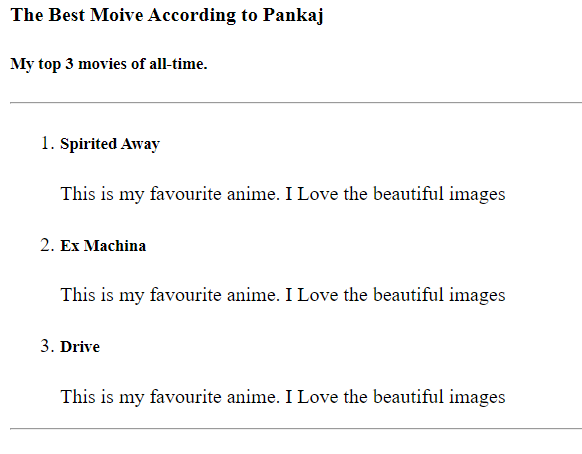 The Best Moive According to Pankaj
My top 3 movies of all-time.
1. Spirited Away
This is my favourite anime. I Love the beautiful images
2. Ex Machina
This is my favourite anime. I Love the beautiful images
3. Drive
This is my favourite anime. I Love the beautiful images